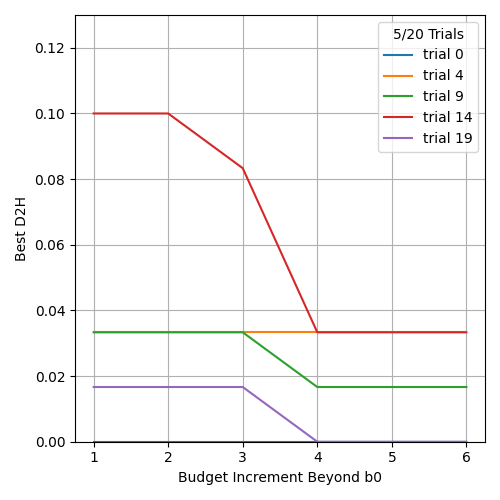 5/20 Trials
trial 0
trial 4
trial 9
trial 14
trial 19
0.12
0.10
0.08
0.06
0.04
0.02
0.00
Best D2H
1 2 3 4 5 6
Budget Increment Beyond b0